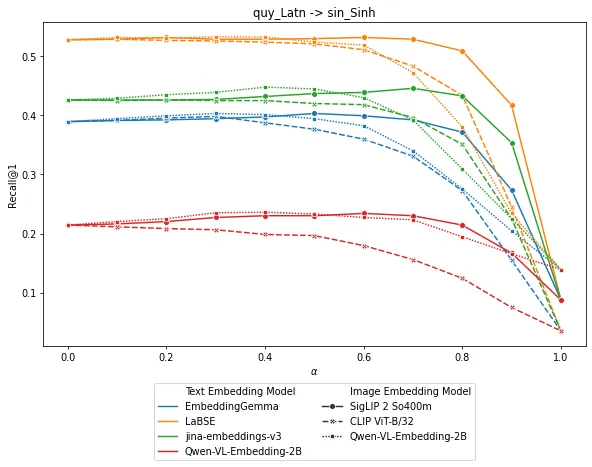 quy_Latn -> sin_Sinh
Recall@1
0.5
0.4
0.3
0.2
0.1
0.0 0.2 0.4 0.6 0.8 1.0
α
Text Embedding Model Image Embedding Model
EmbeddingGemma SigLIP 2 So400m
LaBSE CLIP ViT-B/32
jina-embeddings-v3 Qwen-VL-Embedding-2B
Qwen-VL-Embedding-2B